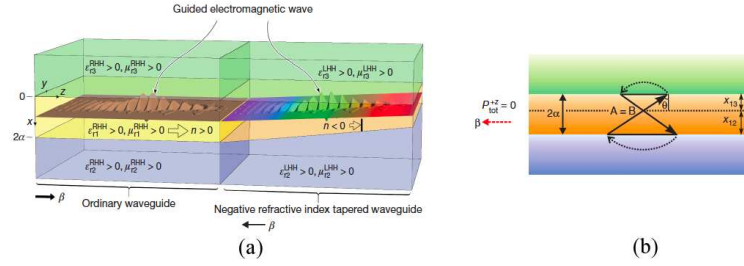 Guided electromagnetic wave
ε_r3^RHH > 0, μ_r3^RHH > 0
ε_r3^LHH > 0, μ_r3^LHH > 0
y
z
0
x
2α
ε_r1^RHH > 0, μ_r1^RHH > 0 ⇨ n > 0
n < 0 ⇨
ε_r2^RHH > 0, μ_r2^RHH > 0
ε_r2^LHH > 0, μ_r2^LHH > 0
β
Ordinary waveguide
Negative refractive index tapered waveguide
β
(a)
P_tot^+z = 0
β
2α
A = B
θ
x_13
x_12
(b)